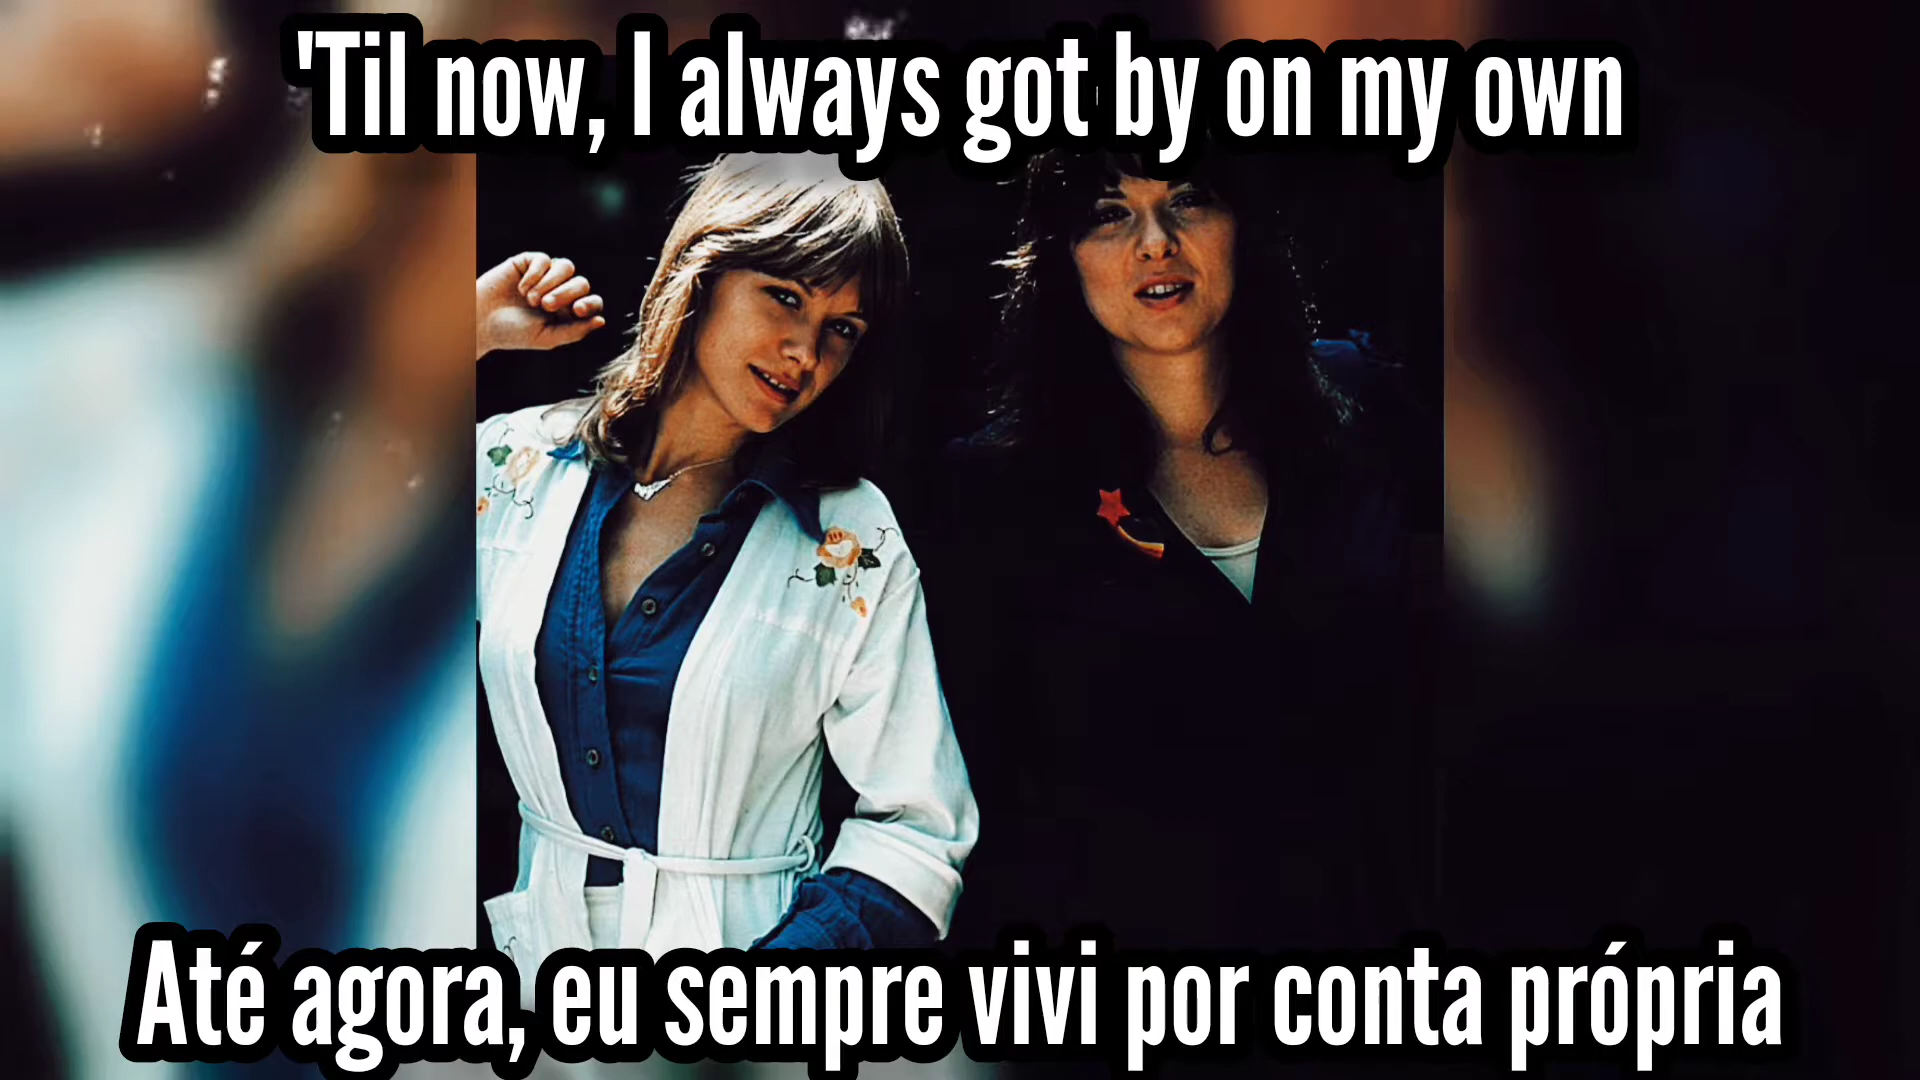 'Til now, I always got by on my own
Até agora, eu sempre vivi por conta própria